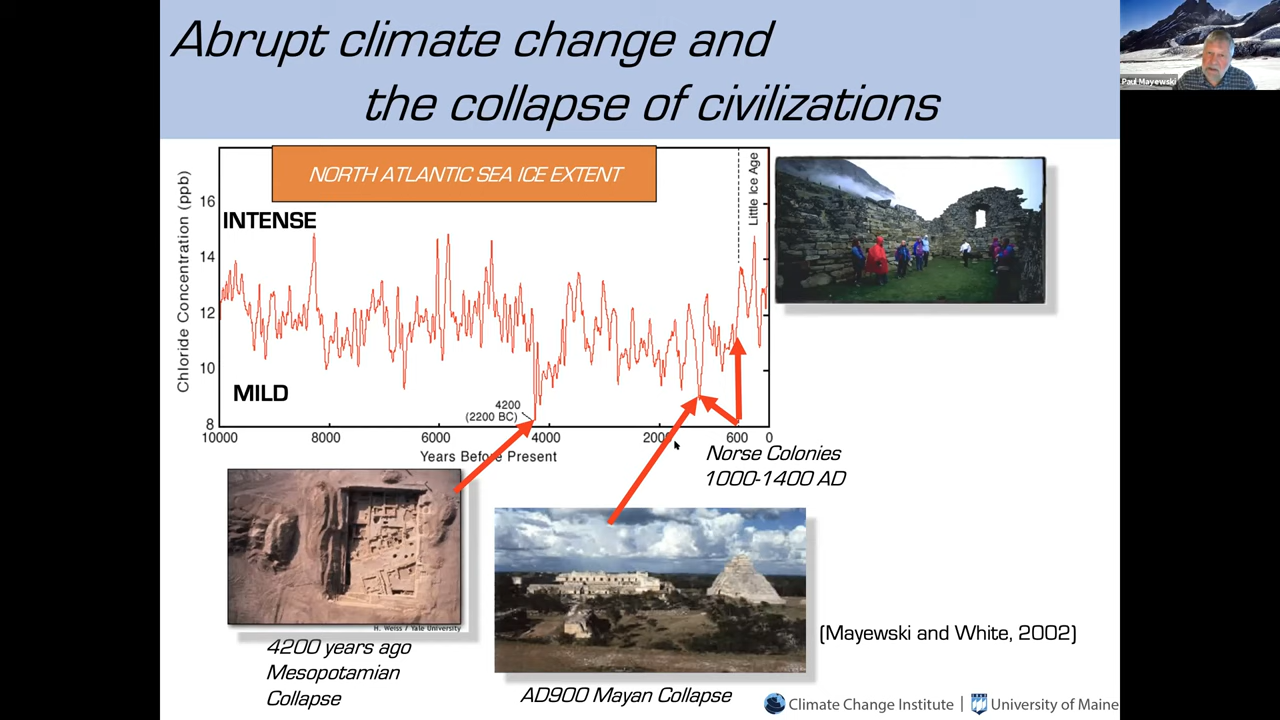 Abrupt climate change and
the collapse of civilizations
Paul Mayewski
NORTH ATLANTIC SEA ICE EXTENT
Little Ice Age
Chloride Concentration (ppb)
INTENSE
MILD
16
14
12
10
8
4200
(2200 BC)
10000 8000 6000 4000 2000 600 0
Years Before Present
Norse Colonies
1000-1400 AD
H. Weiss / Yale University
4200 years ago
Mesopotamian
Collapse
AD900 Mayan Collapse
(Mayewski and White, 2002)
Climate Change Institute | University of Maine